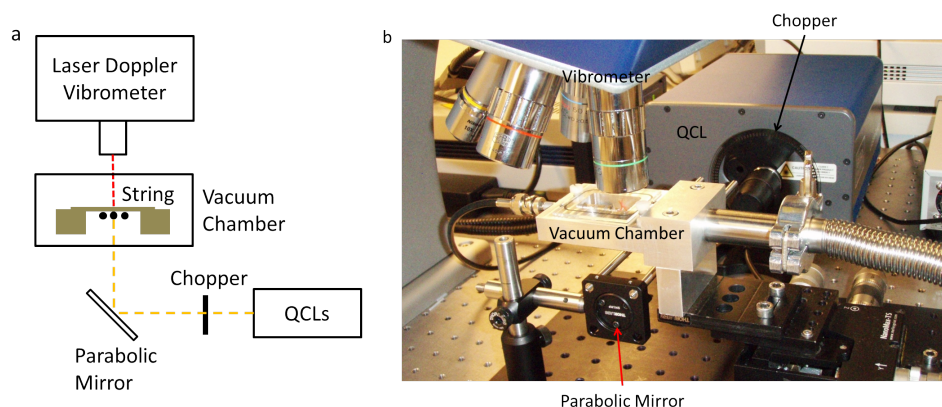 a
Laser Doppler
Vibrometer
String
Vacuum
Chamber
Chopper
QCLs
Parabolic
Mirror
b
Chopper
Vibrometer
QCL
Vacuum Chamber
Parabolic Mirror